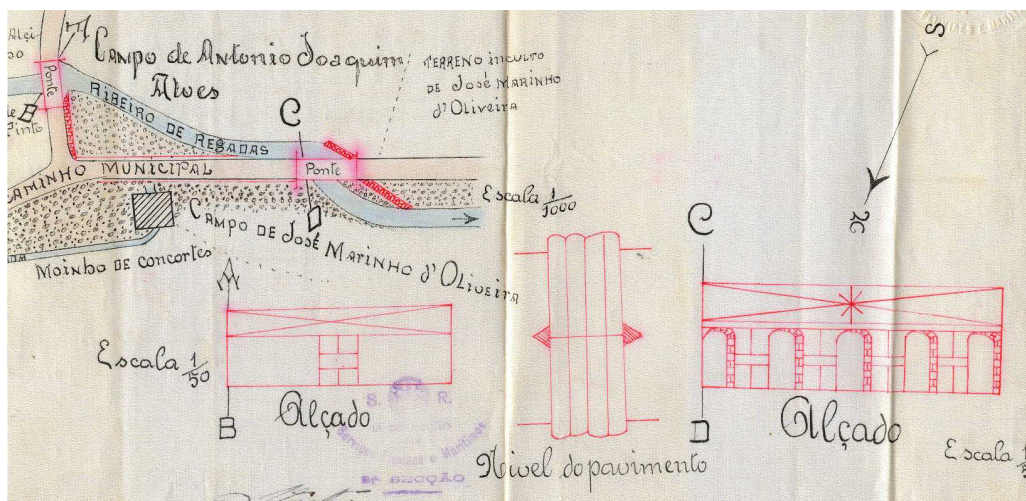 A
Campo de Antonio Joaquim
Alves
Ponte
B
Pinto
Ribeiro de Regadas
Terreno inculto
de José Marinho
d'Oliveira
C
Caminho Municipal
Ponte
D
Escala 1/1000
Campo de José Marinho d'Oliveira
Moinho de concortes
S
N
A
Escala 1/50
B
Alçado
S. R.
Nivel do pavimento
C
D
Alçado
Escala